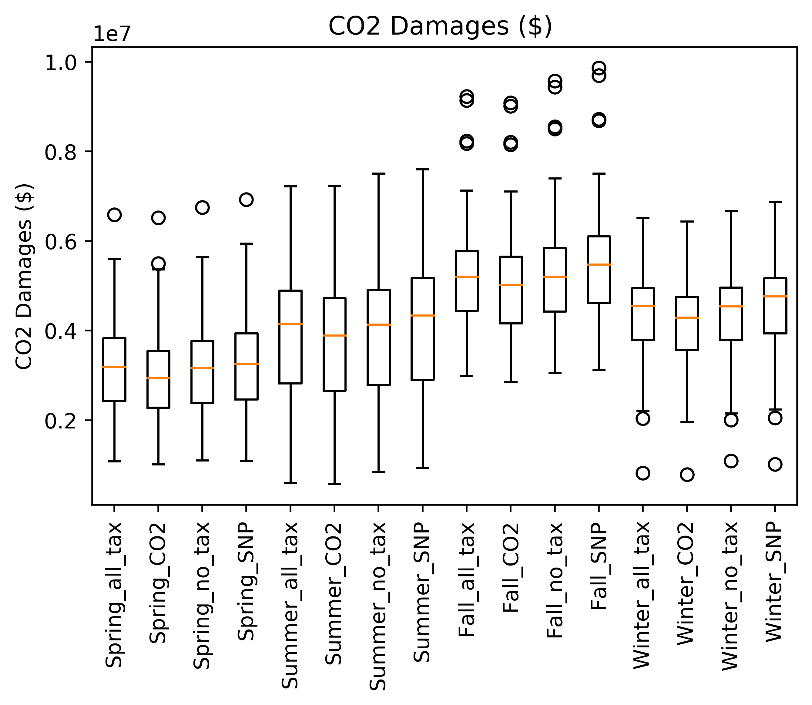 CO2 Damages ($)
1e7
1.0
0.8
0.6
0.4
0.2
CO2 Damages ($)
Spring_all_tax
Spring_CO2
Spring_no_tax
Spring_SNP
Summer_all_tax
Summer_CO2
Summer_no_tax
Summer_SNP
Fall_all_tax
Fall_CO2
Fall_no_tax
Fall_SNP
Winter_all_tax
Winter_CO2
Winter_no_tax
Winter_SNP